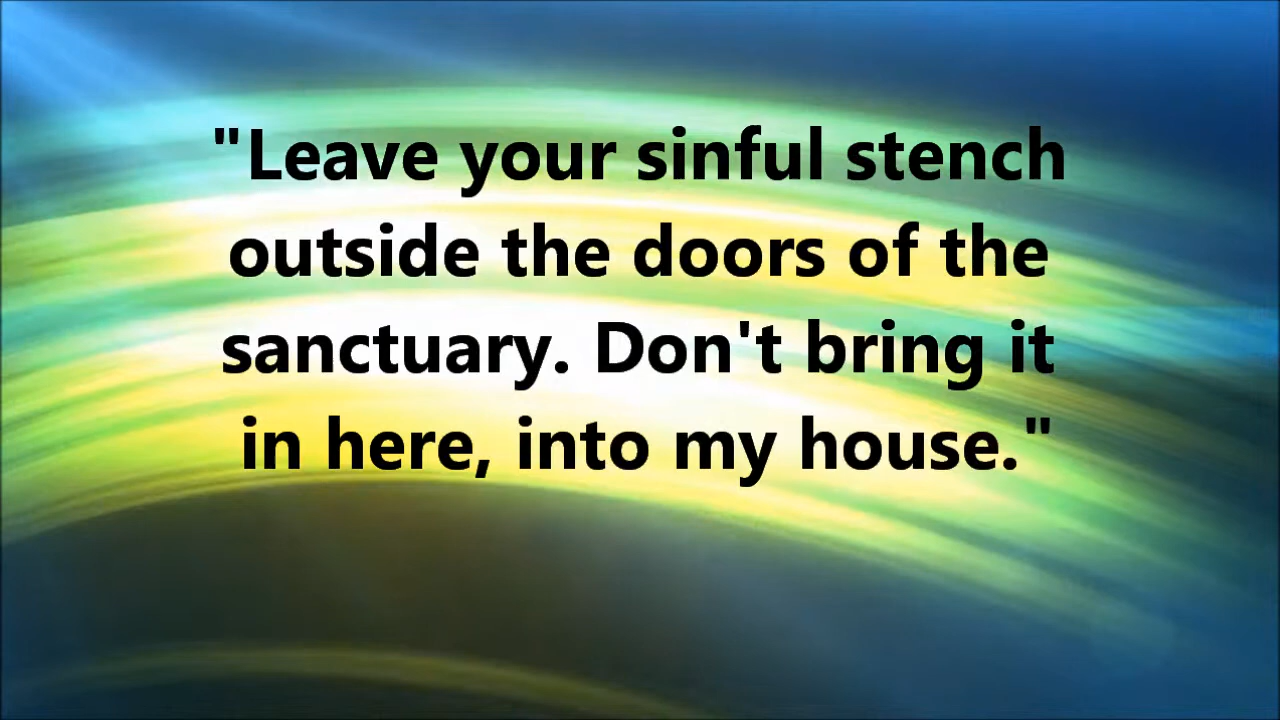 "Leave your sinful stench
outside the doors of the
sanctuary. Don't bring it
in here, into my house."